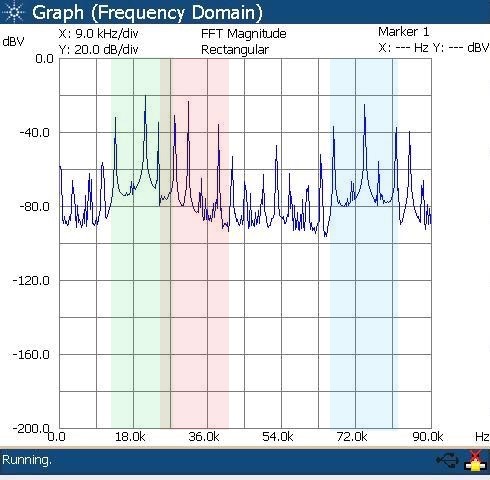 Graph (Frequency Domain)
dBV
X: 9.0 kHz/div
Y: 20.0 dB/div
FFT Magnitude
Rectangular
Marker 1
X: --- Hz Y: --- dBV
0.0
-40.0
-80.0
-120.0
-160.0
-200.0
0.0 18.0k 36.0k 54.0k 72.0k 90.0k Hz
Running.